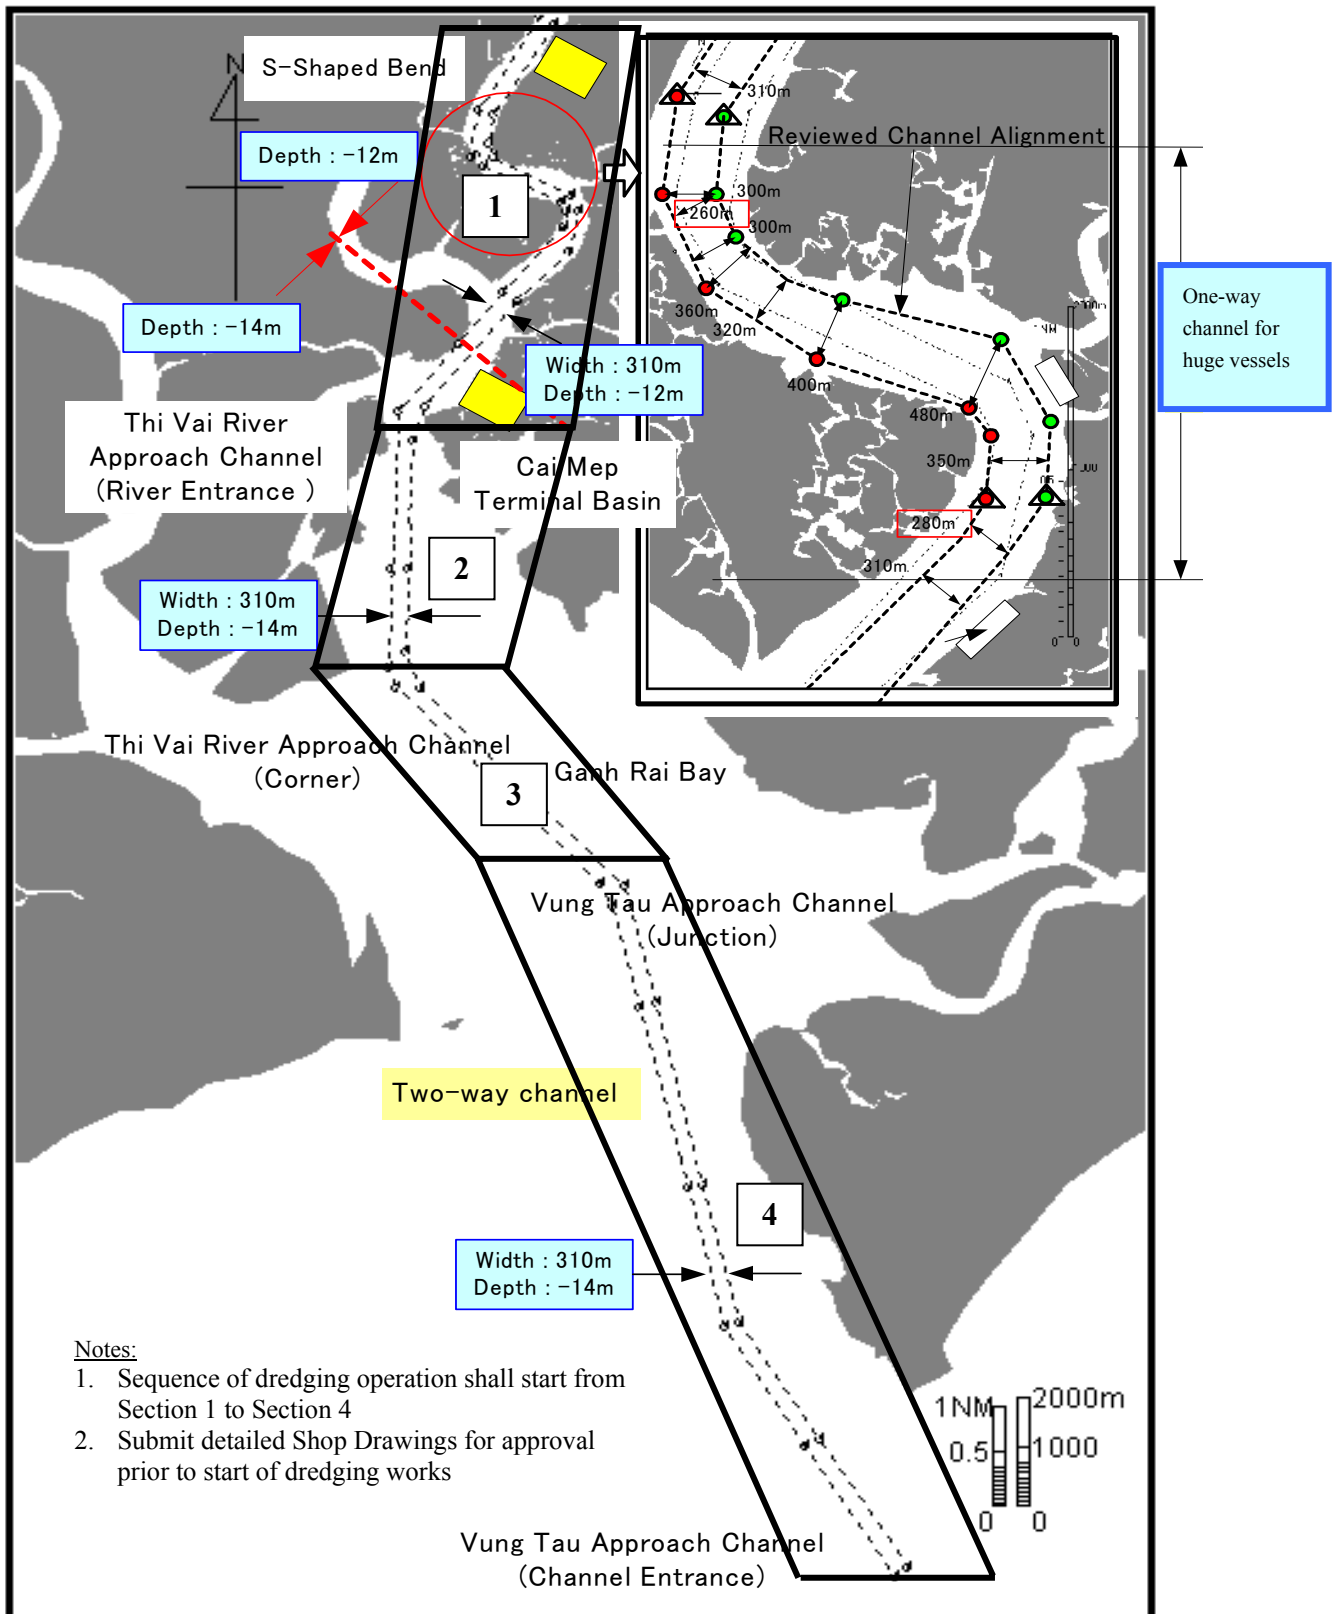 S-Shaped Bend
N
Depth : -12m
1
Depth : -14m
Width : 310m
Depth : -12m
Thi Vai River
Approach Channel
(River Entrance )
Cai Mep
Terminal Basin
310m
Reviewed Channel Alignment
300m
260m
300m
360m
320m
400m
480m
350m
280m
310m
0 0
One-way
channel for
huge vessels
2
Width : 310m
Depth : -14m
Thi Vai River Approach Channel
(Corner)
3
Ganh Rai Bay
Vung Tau Approach Channel
(Junction)
Two-way channel
4
Width : 310m
Depth : -14m
Notes:
1. Sequence of dredging operation shall start from
Section 1 to Section 4
2. Submit detailed Shop Drawings for approval
prior to start of dredging works
1NM 2000m
0.5 1000
0 0
Vung Tau Approach Channel
(Channel Entrance)